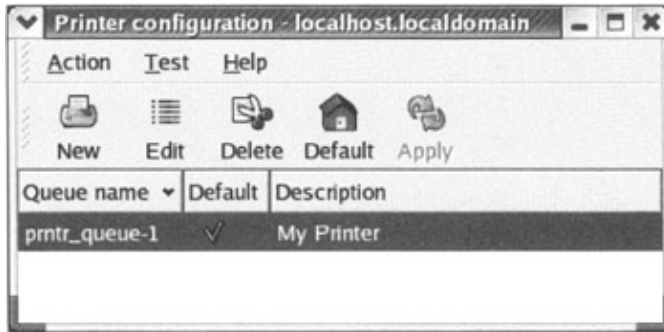 Printer configuration - localhost.localdomain
Action Test Help
New Edit Delete Default Apply
Queue name Default Description
prntr_queue-1 My Printer